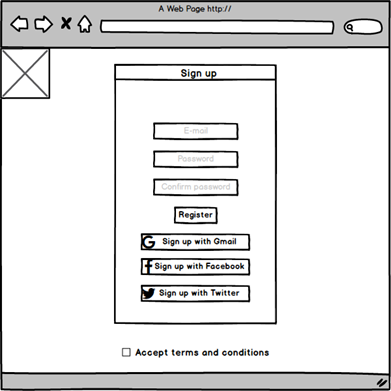 A Web Page http://
Sign up
E-mail
Password
Confirm password
Register
Sign up with Gmail
Sign up with Facebook
Sign up with Twitter
Accept terms and conditions